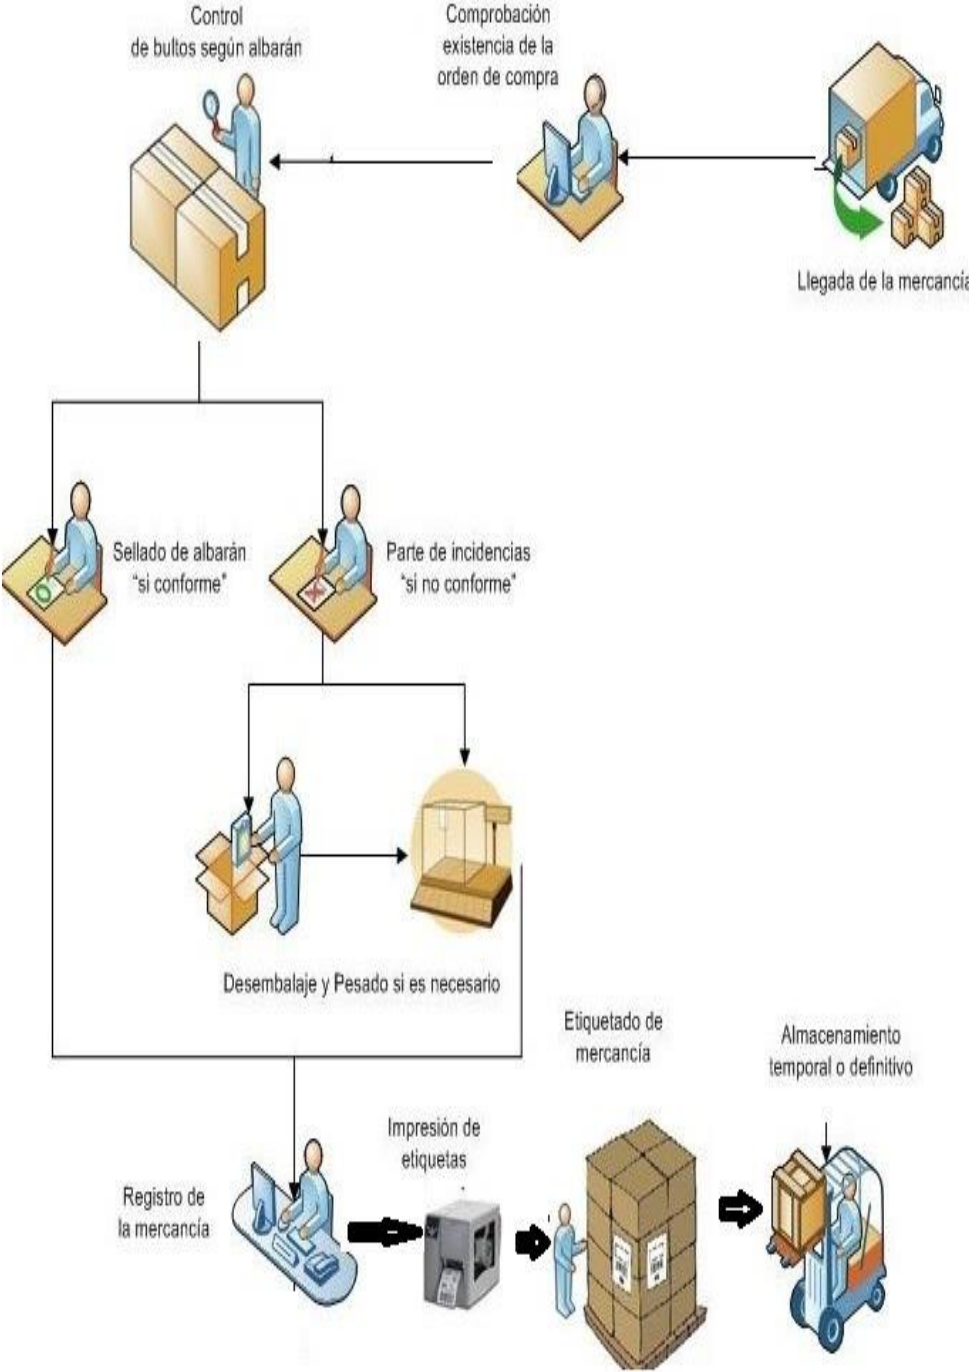 Control
de bultos según albarán
Comprobación
existencia de la
orden de compra
Llegada de la mercancía
Sellado de albarán
"si conforme"
Parte de incidencias
"si no conforme"
Desembalaje y Pesado si es necesario
Etiquetado de
mercancía
Almacenamiento
temporal o definitivo
Impresión de
etiquetas
Registro de
la mercancía